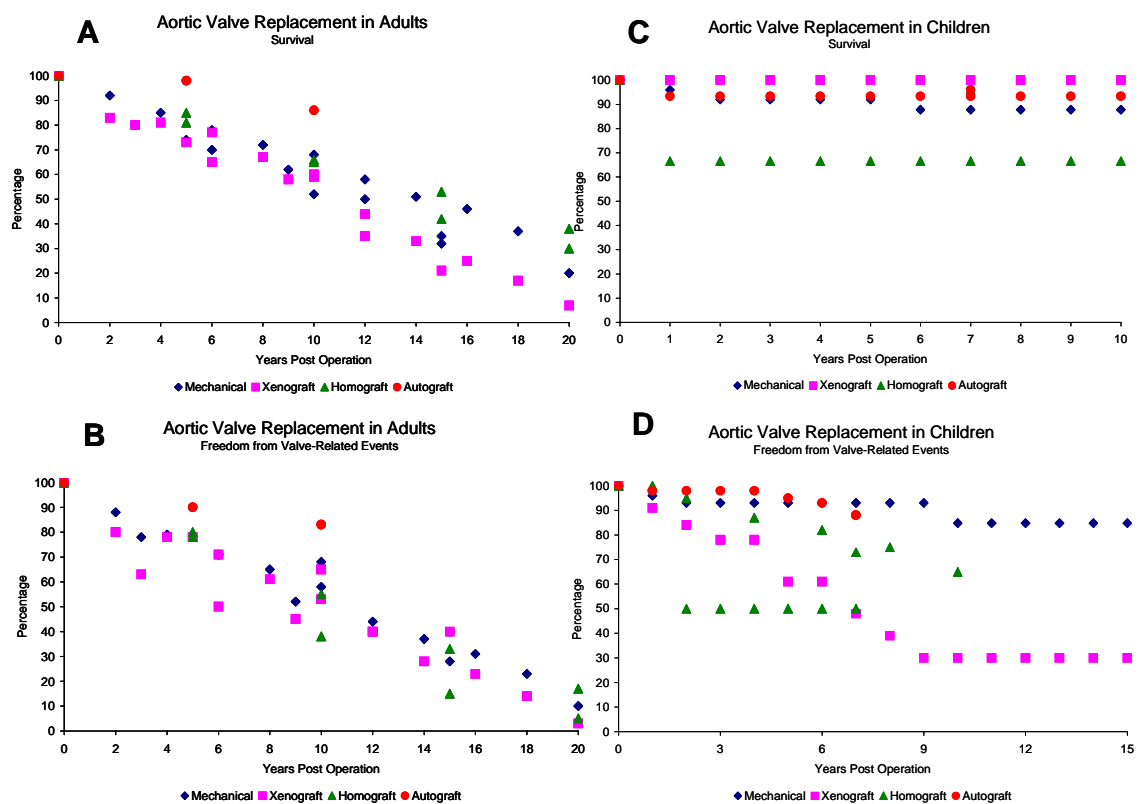 A
Aortic Valve Replacement in Adults
Survival
Percentage
100
90
80
70
60
50
40
30
20
10
0
0 2 4 6 8 10 12 14 16 18 20
Years Post Operation
Mechanical Xenograft Homograft Autograft
C
Aortic Valve Replacement in Children
Survival
Percentage
100
90
80
70
60
50
40
30
20
10
0
0 1 2 3 4 5 6 7 8 9 10
Years Post Operation
Mechanical Xenograft Homograft Autograft
B
Aortic Valve Replacement in Adults
Freedom from Valve-Related Events
Percentage
100
90
80
70
60
50
40
30
20
10
0
0 2 4 6 8 10 12 14 16 18 20
Years Post Operation
Mechanical Xenograft Homograft Autograft
D
Aortic Valve Replacement in Children
Freedom from Valve-Related Events
Percentage
100
90
80
70
60
50
40
30
20
10
0
0 3 6 9 12 15
Years Post Operation
Mechanical Xenograft Homograft Autograft